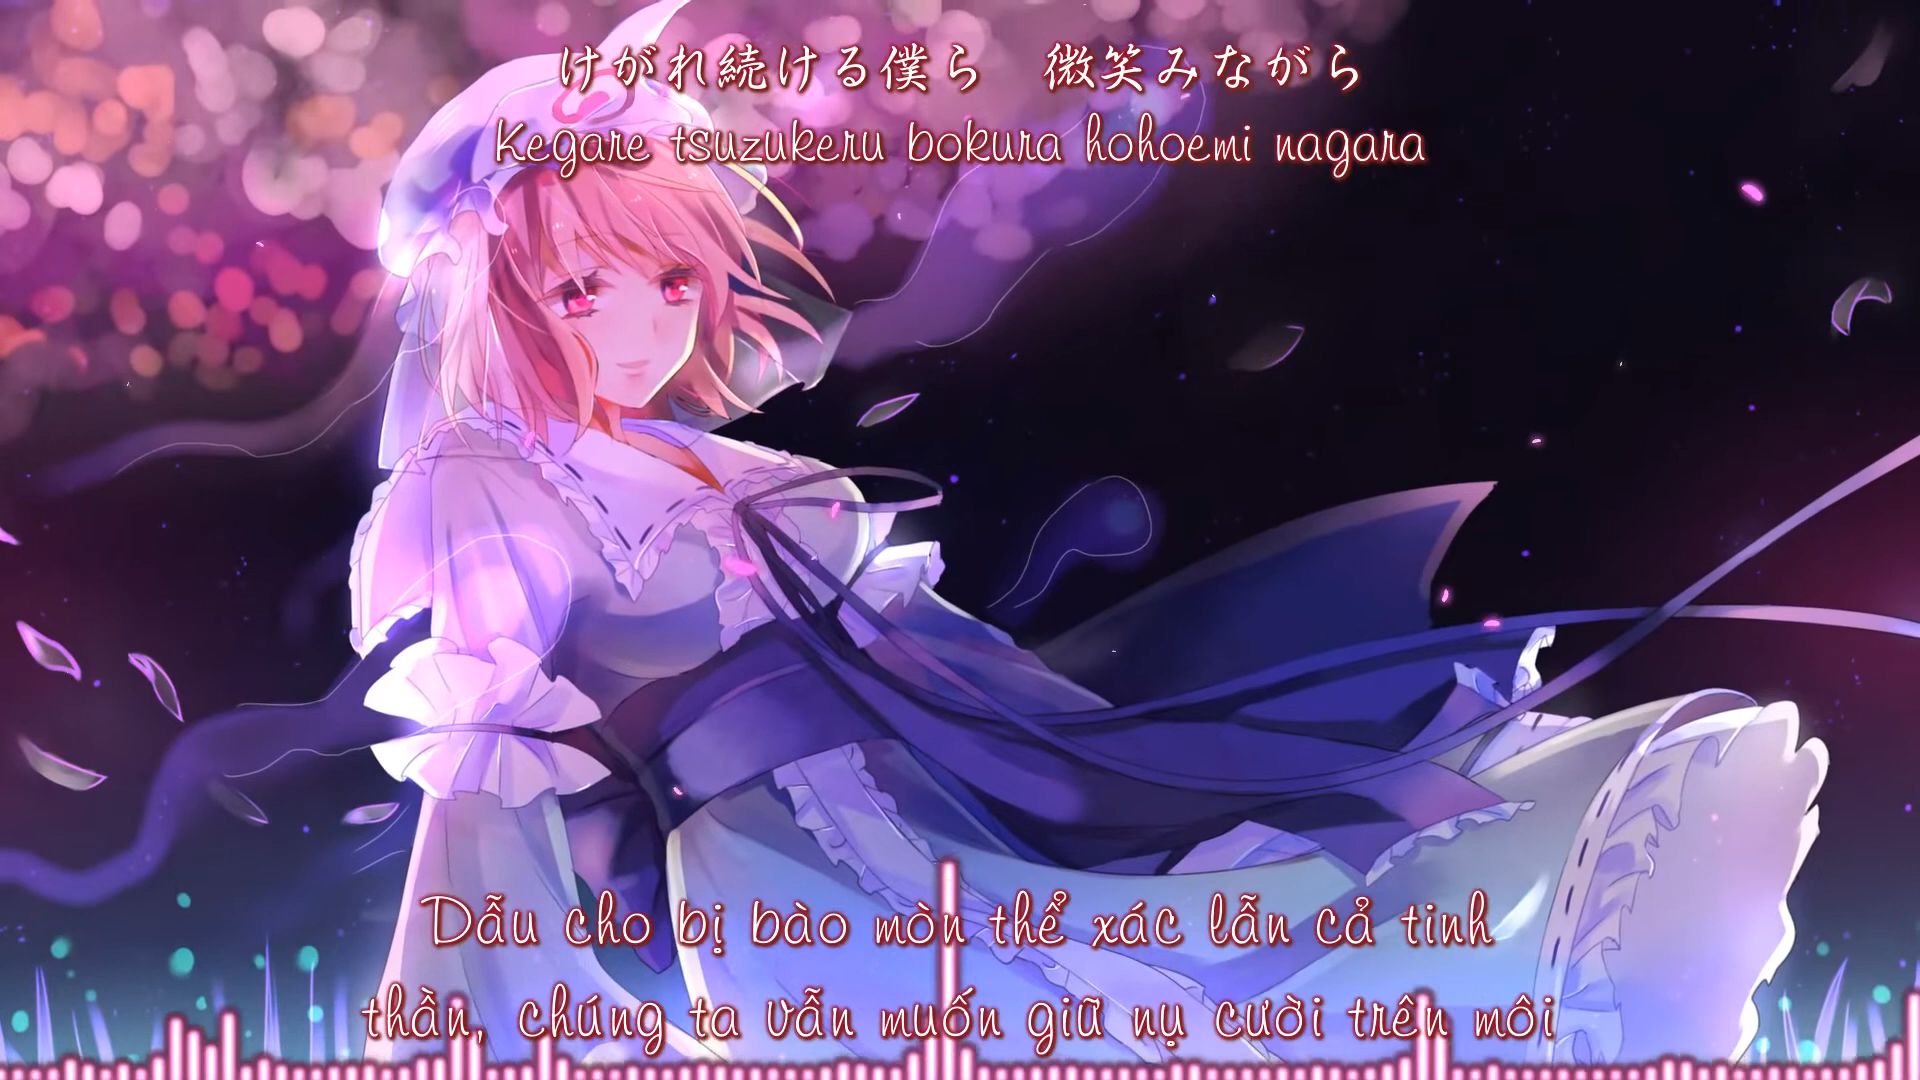 けがれ続ける僕ら　微笑みながら
Kegare tsuzukeru bokura hohoemi nagara
Dẫu cho bị bào mòn thể xác lẫn cả tinh
thần, chúng ta vẫn muốn giữ nụ cười trên môi